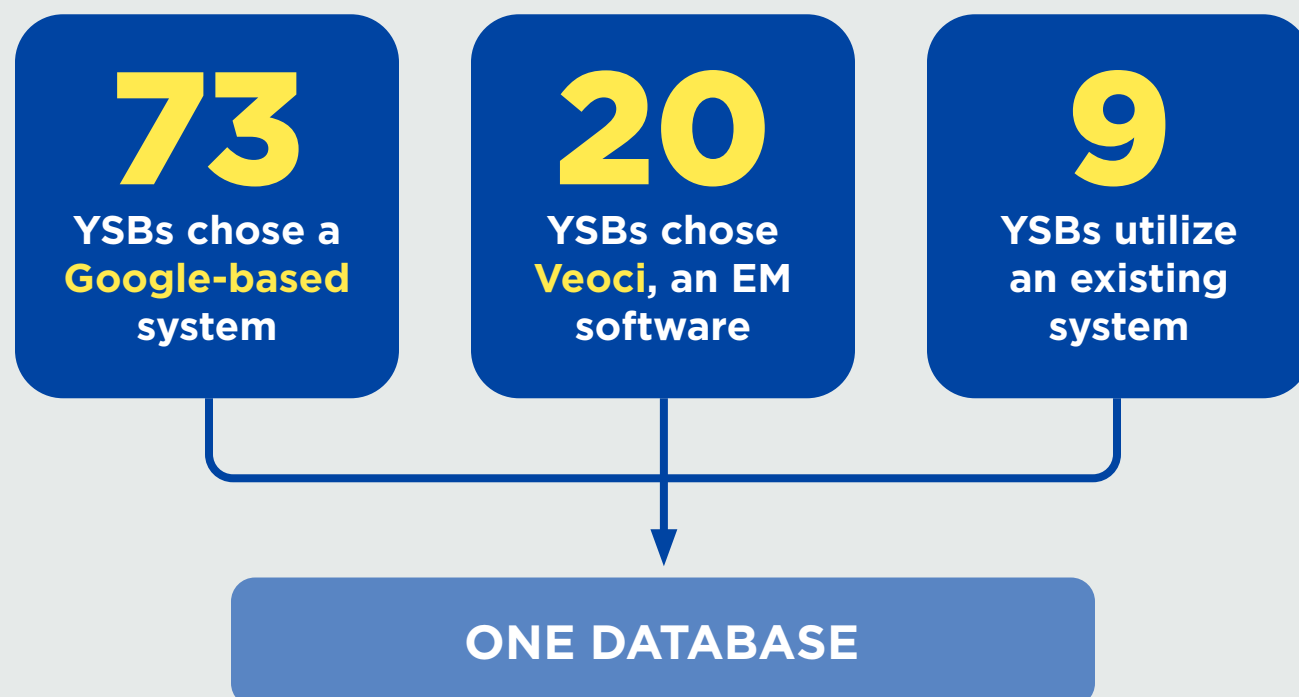 73
YSBs chose a
Google-based
system
20
YSBs chose
Veoci, an EM
software
9
YSBs utilize
an existing
system
ONE DATABASE